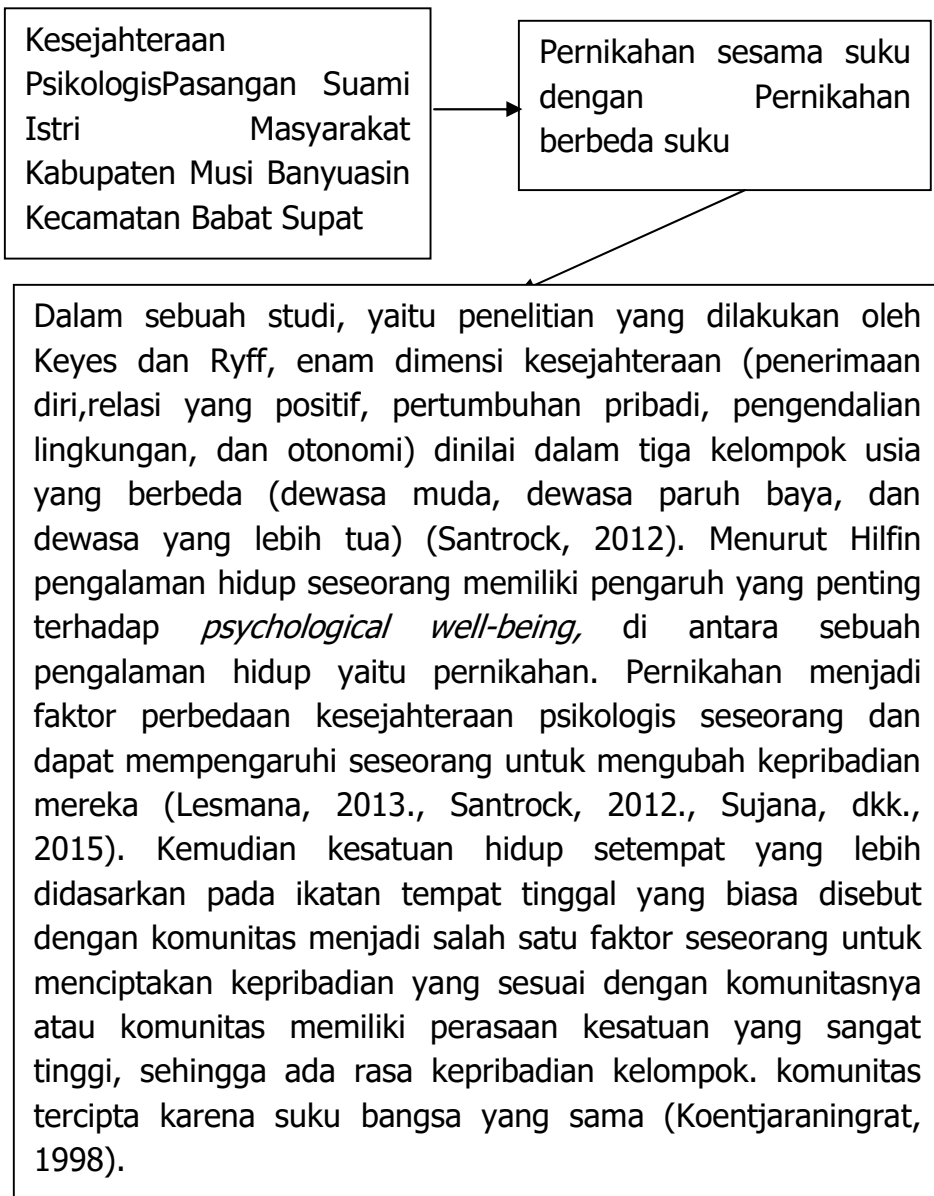 Kesejahteraan
PsikologisPasangan Suami
Istri Masyarakat
Kabupaten Musi Banyuasin
Kecamatan Babat Supat
Pernikahan sesama suku
dengan Pernikahan
berbeda suku
Dalam sebuah studi, yaitu penelitian yang dilakukan oleh
Keyes dan Ryff, enam dimensi kesejahteraan (penerimaan
diri,relasi yang positif, pertumbuhan pribadi, pengendalian
lingkungan, dan otonomi) dinilai dalam tiga kelompok usia
yang berbeda (dewasa muda, dewasa paruh baya, dan
dewasa yang lebih tua) (Santrock, 2012). Menurut Hilfin
pengalaman hidup seseorang memiliki pengaruh yang penting
terhadap psychological well-being, di antara sebuah
pengalaman hidup yaitu pernikahan. Pernikahan menjadi
faktor perbedaan kesejahteraan psikologis seseorang dan
dapat mempengaruhi seseorang untuk mengubah kepribadian
mereka (Lesmana, 2013., Santrock, 2012., Sujana, dkk.,
2015). Kemudian kesatuan hidup setempat yang lebih
didasarkan pada ikatan tempat tinggal yang biasa disebut
dengan komunitas menjadi salah satu faktor seseorang untuk
menciptakan kepribadian yang sesuai dengan komunitasnya
atau komunitas memiliki perasaan kesatuan yang sangat
tinggi, sehingga ada rasa kepribadian kelompok. komunitas
tercipta karena suku bangsa yang sama (Koentjaraningrat,
1998).